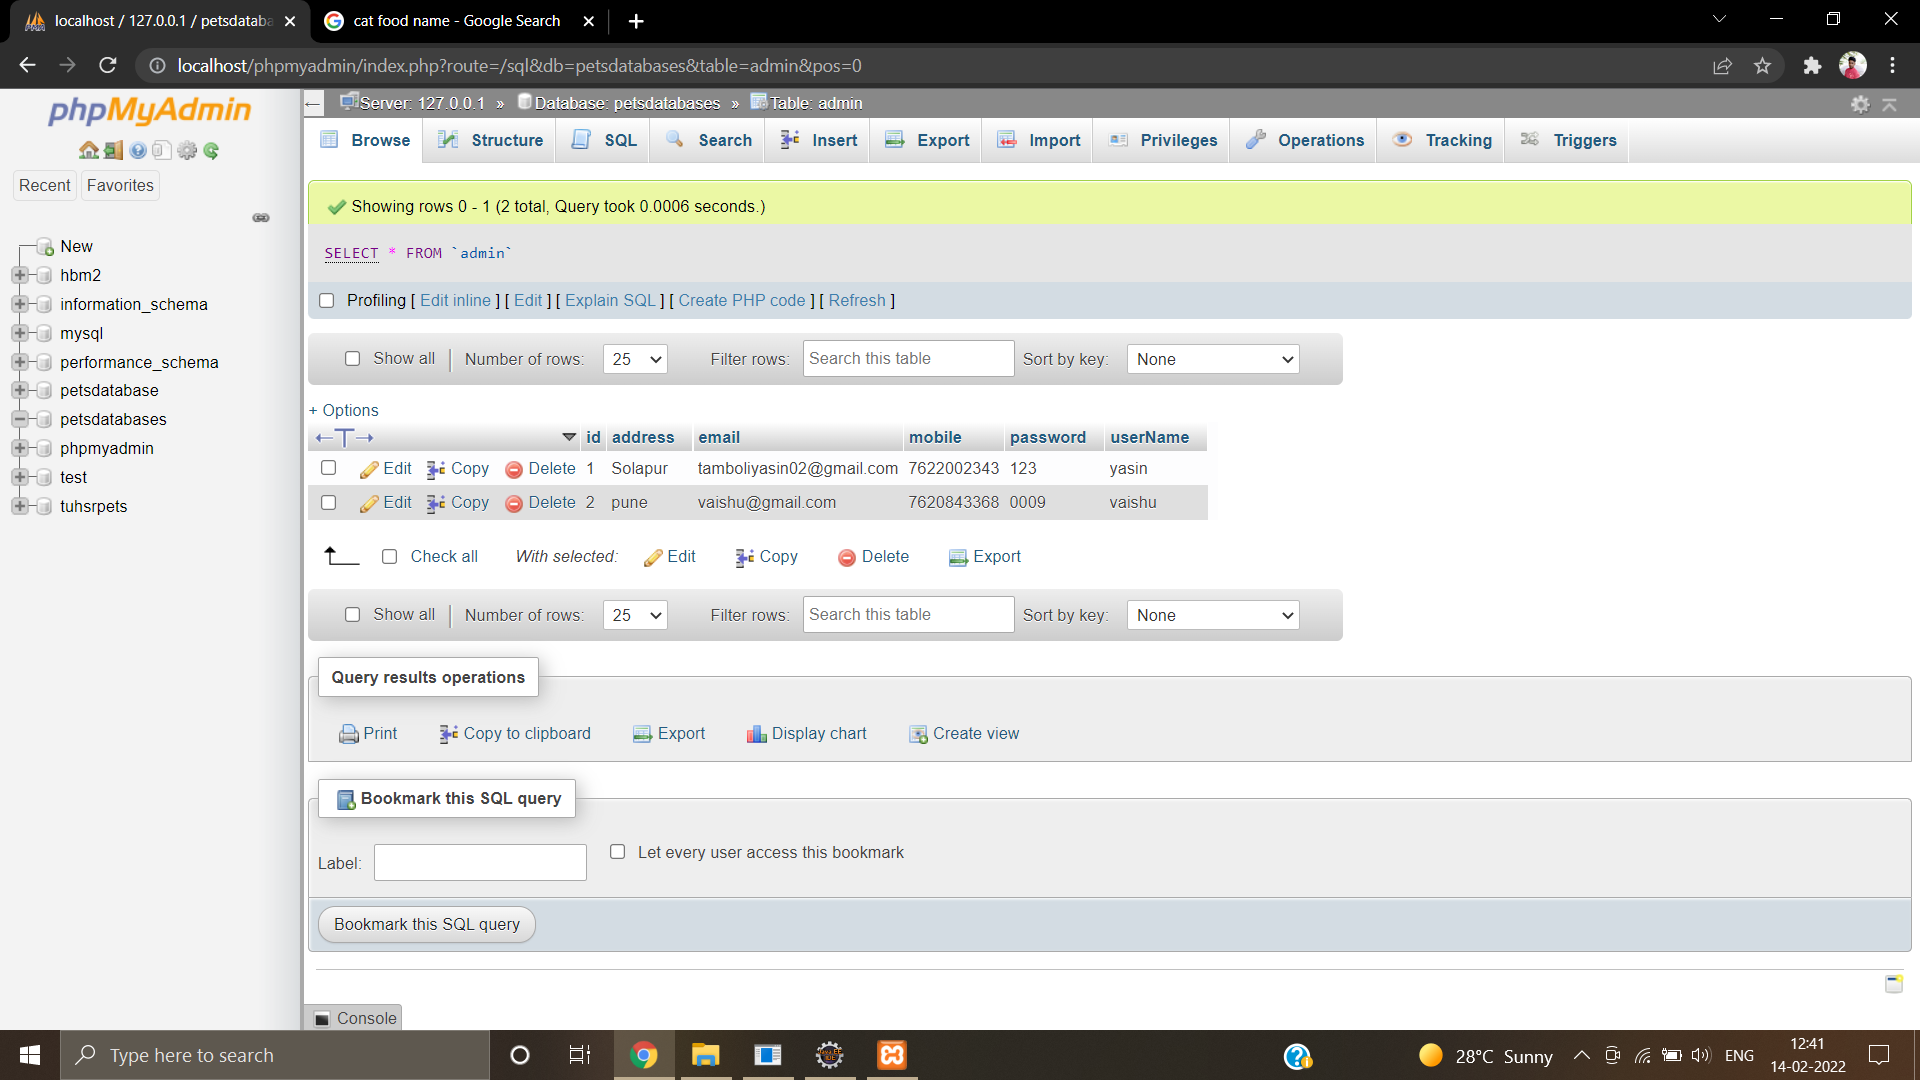 localhost / 127.0.0.1 / petsdataba
cat food name - Google Search
localhost/phpmyadmin/index.php?route=/sql&db=petsdatabases&table=admin&pos=0
phpMyAdmin
Recent Favorites
New
hbm2
information_schema
mysql
performance_schema
petsdatabase
petsdatabases
phpmyadmin
test
tuhsrpets
Server: 127.0.0.1 » Database: petsdatabases » Table: admin
Browse Structure SQL Search Insert Export Import Privileges Operations Tracking Triggers
Showing rows 0 - 1 (2 total, Query took 0.0006 seconds.)
SELECT * FROM `admin`
Profiling [ Edit inline ] [ Edit ] [ Explain SQL ] [ Create PHP code ] [ Refresh ]
Show all Number of rows: 25 Filter rows: Search this table Sort by key: None
+ Options
id address email mobile password userName
Edit Copy Delete 1 Solapur tamboliyasin02@gmail.com 7622002343 123 yasin
Edit Copy Delete 2 pune vaishu@gmail.com 7620843368 0009 vaishu
Check all With selected: Edit Copy Delete Export
Show all Number of rows: 25 Filter rows: Search this table Sort by key: None
Query results operations
Print Copy to clipboard Export Display chart Create view
Bookmark this SQL query
Label: Let every user access this bookmark
Bookmark this SQL query
Console
Type here to search
28°C Sunny
ENG
12:41
14-02-2022